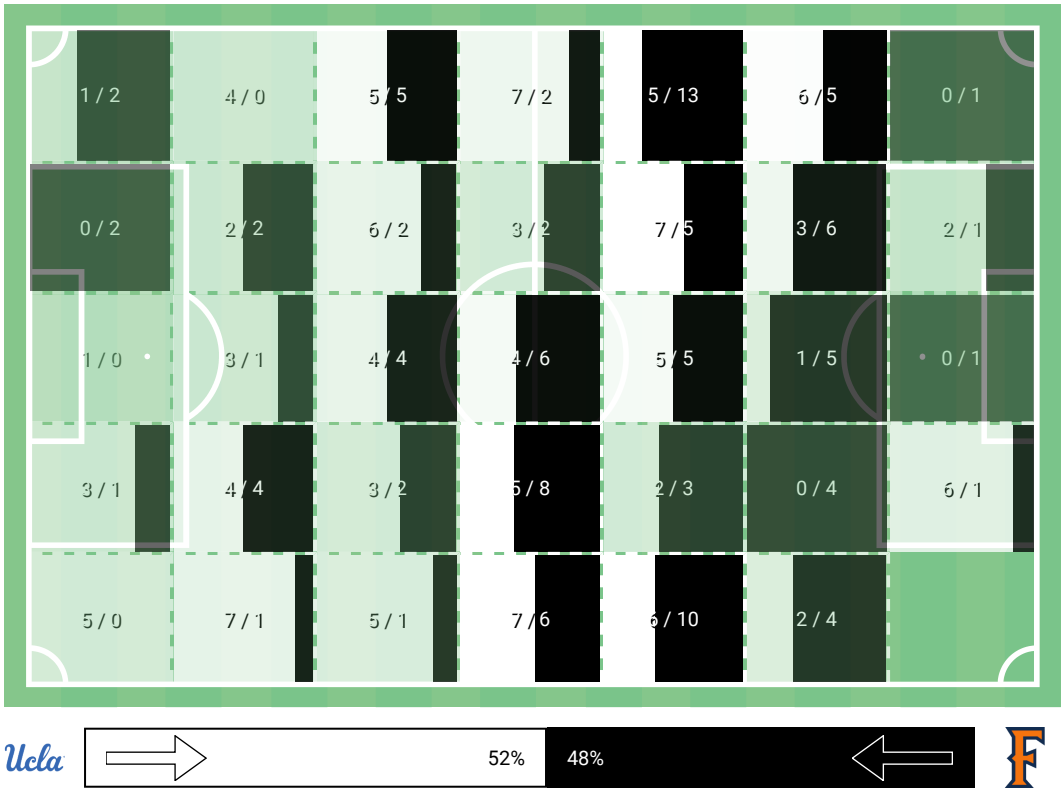 1 / 2 4 / 0 5 / 5 7 / 2 5 / 13 6 / 5 0 / 1
0 / 2 2 / 2 6 / 2 3 / 2 7 / 5 3 / 6 2 / 1
1 / 0 3 / 1 4 / 4 4 / 6 5 / 5 1 / 5 0 / 1
3 / 1 4 / 4 3 / 2 5 / 8 2 / 3 0 / 4 6 / 1
5 / 0 7 / 1 5 / 1 7 / 6 6 / 10 2 / 4
Ucla 52% 48% F